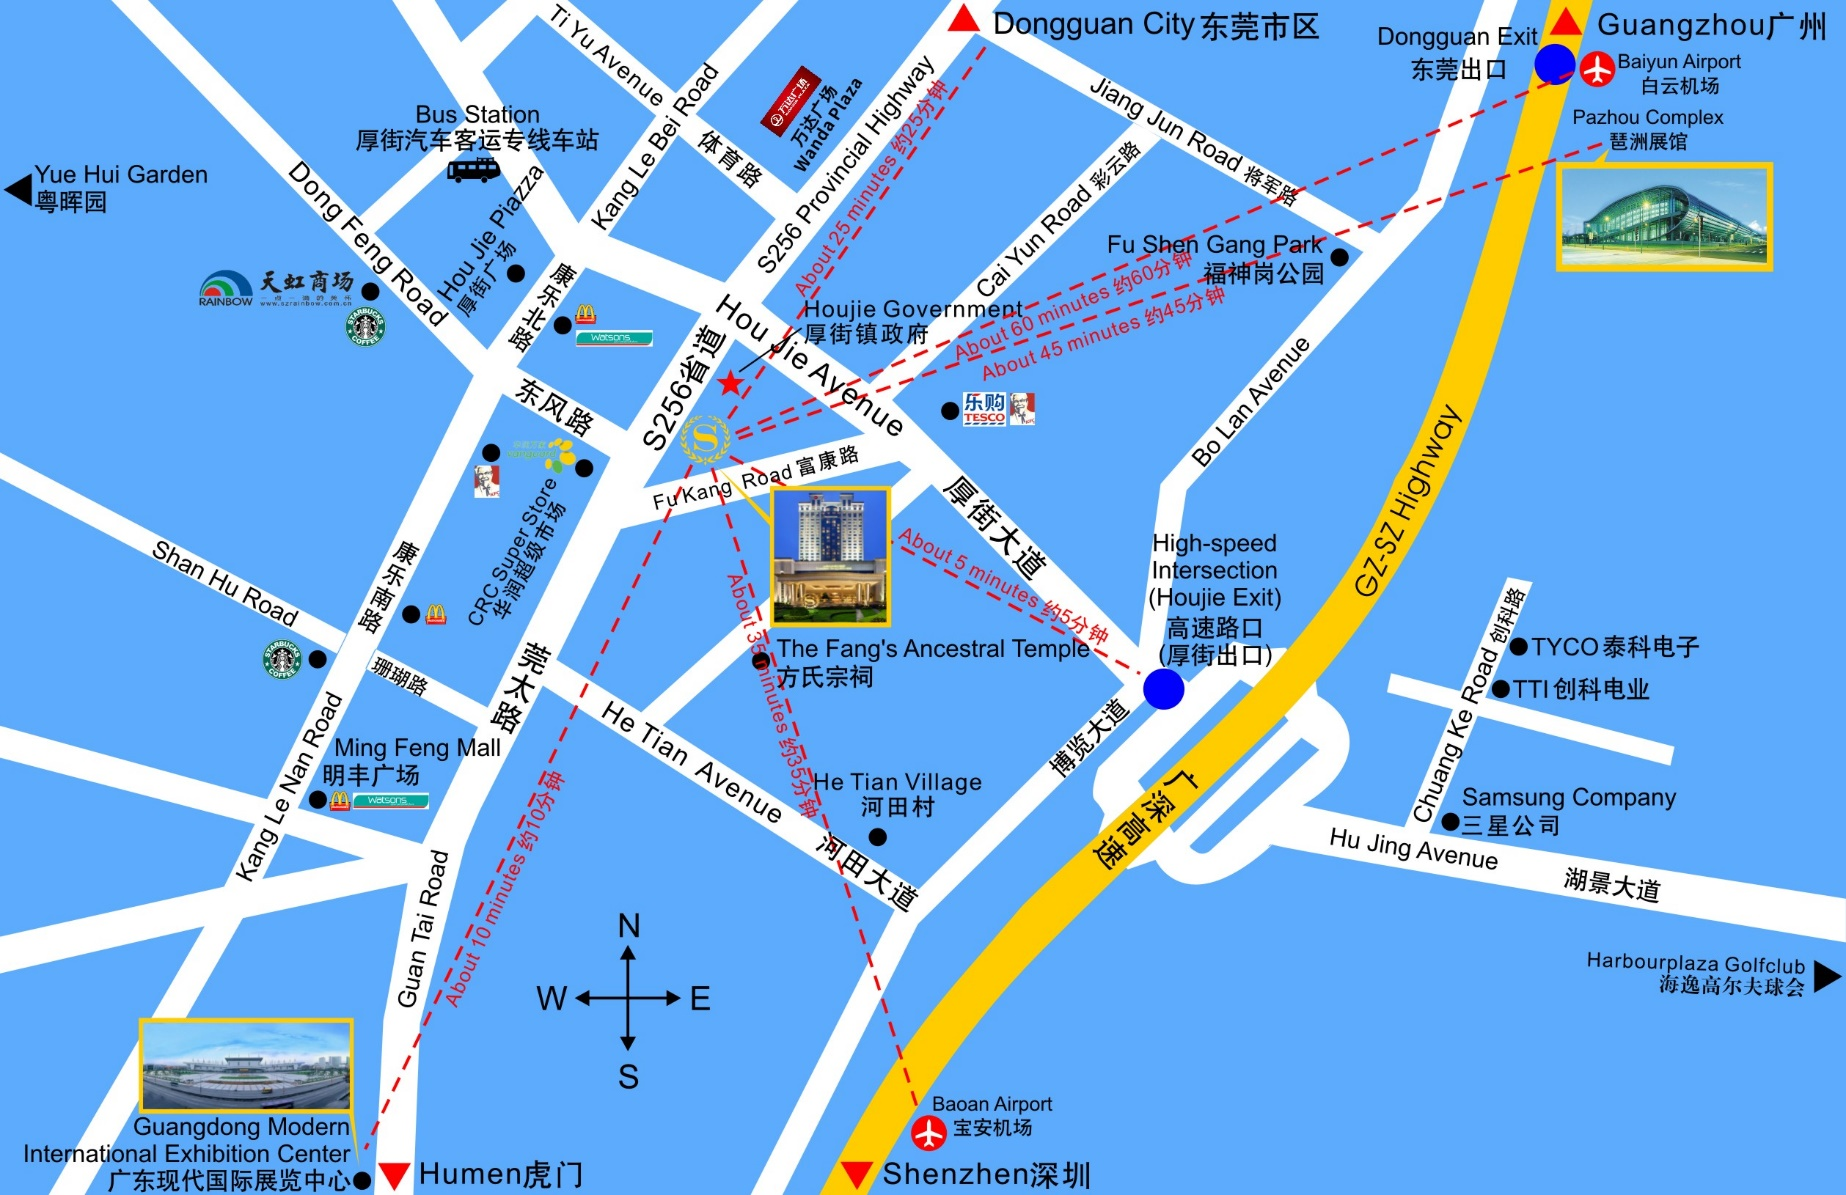 Dongguan City东莞市区
Guangzhou广州
Dongguan Exit
东莞出口
Baiyun Airport
白云机场
Pazhou Complex
琶洲展馆
Ti Yu Avenue
体育路
万达广场
万达广场
Wanda Plaza
S256 Provincial Highway
About 25 minutes 约25分钟
Jiang Jun Road 将军路
Bus Station
厚街汽车客运专线车站
Kang Le Bei Road
康乐北路
Yue Hui Garden
粤晖园
Dong Feng Road
Hou Jie Piazza
厚街广场
Cai Yun Road 彩云路
Fu Shen Gang Park
福神岗公园
RAINBOW
天虹商场
www.szrainbow.com.cn
STARBUCKS
COFFEE
watsons
Houjie Government
厚街镇政府
About 60 minutes 约60分钟
About 45 minutes 约45分钟
Hou Jie Avenue
S256省道
东风路
乐购
TESCO
Bo Lan Avenue
S
Fu Kang Road 富康路
厚街大道
GZ-SZ Highway
CRC Super Store
华润超级市场
Shan Hu Road
康乐南路
About 5 minutes 约5分钟
High-speed
Intersection
(Houjie Exit)
高速路口
(厚街出口)
About 35 minutes 约35分钟
The Fang's Ancestral Temple
方氏宗祠
STARBUCKS
COFFEE
珊瑚路
莞太路
He Tian Avenue
河田大道
Chuang Ke Road 创科路
TYCO泰科电子
TTI创科电业
Kang Le Nan Road
Ming Feng Mall
明丰广场
watsons
博览大道
广深高速
He Tian Village
河田村
Samsung Company
三星公司
Hu Jing Avenue
湖景大道
Guan Tai Road
About 10 minutes 约10分钟
N
W
E
S
Harbourplaza Golfclub
海逸高尔夫球会
Guangdong Modern
International Exhibition Center
广东现代国际展览中心
Humen虎门
Baoan Airport
宝安机场
Shenzhen深圳